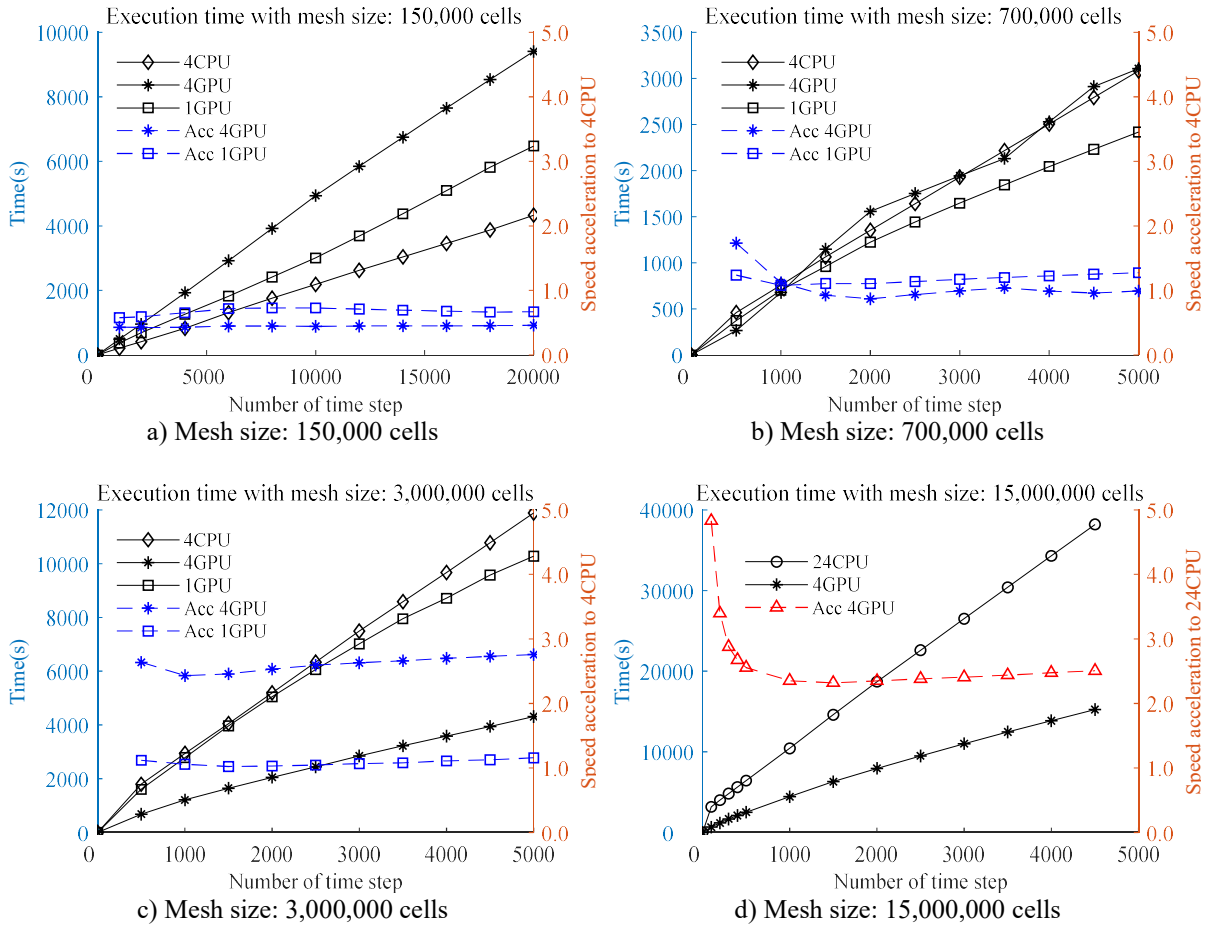 Execution time with mesh size: 150,000 cells
10000
8000
6000
4000
2000
0
Time(s)
4CPU
4GPU
1GPU
Acc 4GPU
Acc 1GPU
5.0
4.0
3.0
2.0
1.0
0.0
Speed acceleration to 4CPU
0
5000
10000
15000
20000
Number of time step
a) Mesh size: 150,000 cells
Execution time with mesh size: 700,000 cells
3500
3000
2500
2000
1500
1000
500
0
Time(s)
4CPU
4GPU
1GPU
Acc 4GPU
Acc 1GPU
5.0
4.0
3.0
2.0
1.0
0.0
Speed acceleration to 4CPU
0
1000
2000
3000
4000
5000
Number of time step
b) Mesh size: 700,000 cells
Execution time with mesh size: 3,000,000 cells
12000
10000
8000
6000
4000
2000
0
Time(s)
4CPU
4GPU
1GPU
Acc 4GPU
Acc 1GPU
5.0
4.0
3.0
2.0
1.0
0.0
Speed acceleration to 4CPU
0
1000
2000
3000
4000
5000
Number of time step
c) Mesh size: 3,000,000 cells
Execution time with mesh size: 15,000,000 cells
40000
30000
20000
10000
0
Time(s)
24CPU
4GPU
Acc 4GPU
5.0
4.0
3.0
2.0
1.0
0.0
Speed acceleration to 24CPU
0
1000
2000
3000
4000
5000
Number of time step
d) Mesh size: 15,000,000 cells